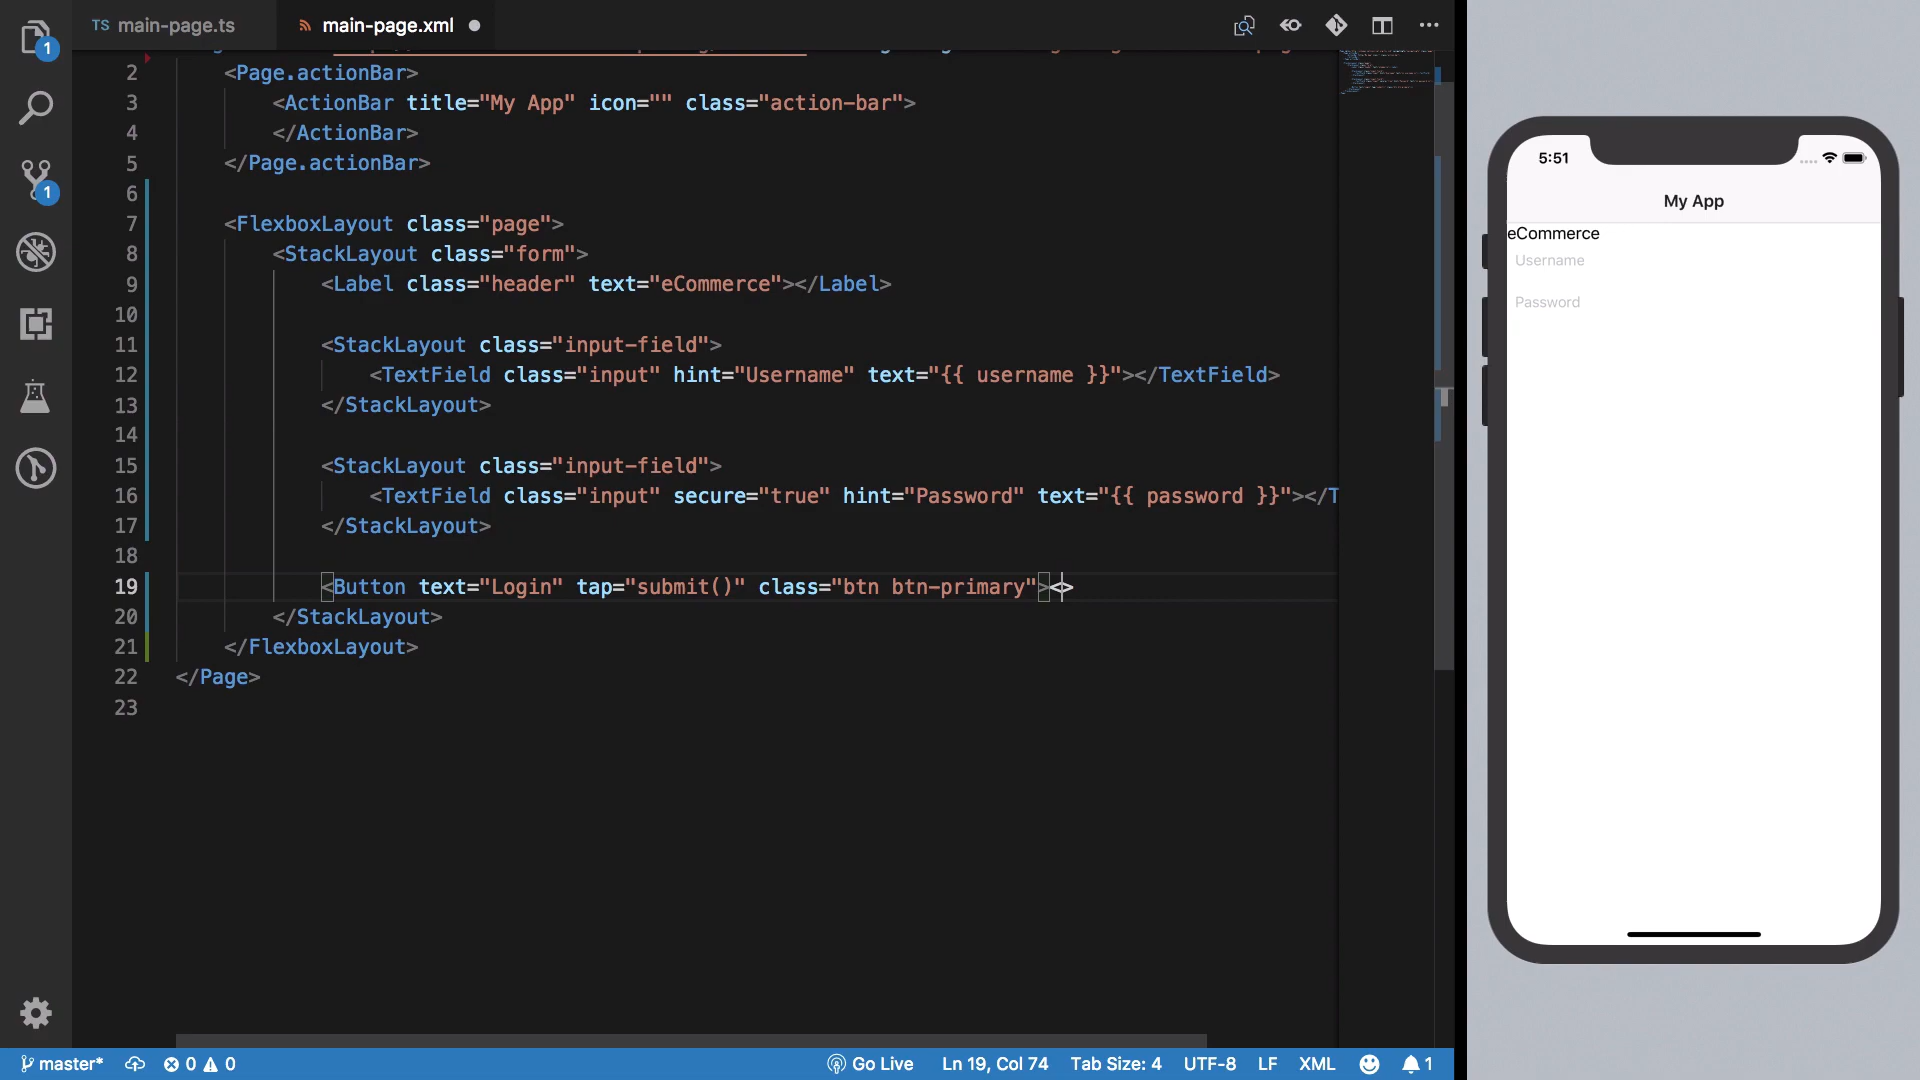 TS main-page.ts
main-page.xml
1
1
2 <Page.actionBar>
3 <ActionBar title="My App" icon="" class="action-bar">
4 </ActionBar>
5 </Page.actionBar>
6
7 <FlexboxLayout class="page">
8 <StackLayout class="form">
9 <Label class="header" text="eCommerce"></Label>
10
11 <StackLayout class="input-field">
12 <TextField class="input" hint="Username" text="{{ username }}"></TextField>
13 </StackLayout>
14
15 <StackLayout class="input-field">
16 <TextField class="input" secure="true" hint="Password" text="{{ password }}"></T
17 </StackLayout>
18
19 <Button text="Login" tap="submit()" class="btn btn-primary"><>
20 </StackLayout>
21 </FlexboxLayout>
22 </Page>
23
master* 0 0 Go Live Ln 19, Col 74 Tab Size: 4 UTF-8 LF XML 1
5:51
My App
eCommerce
Username
Password